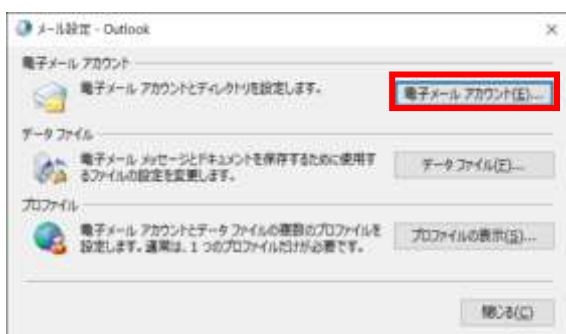 メール設定 - Outlook
電子メール アカウント
電子メール アカウントとディレクトリを設定します。
電子メール アカウント(E)...
データ ファイル
電子メール メッセージとドキュメントを保存するために使用す
るファイルの設定を変更します。
データ ファイル(F)...
プロファイル
電子メール アカウントとデータ ファイルの複数のプロファイルを
設定します。通常は、1 つのプロファイルだけが必要です。
プロファイルの表示(S)...
閉じる(C)